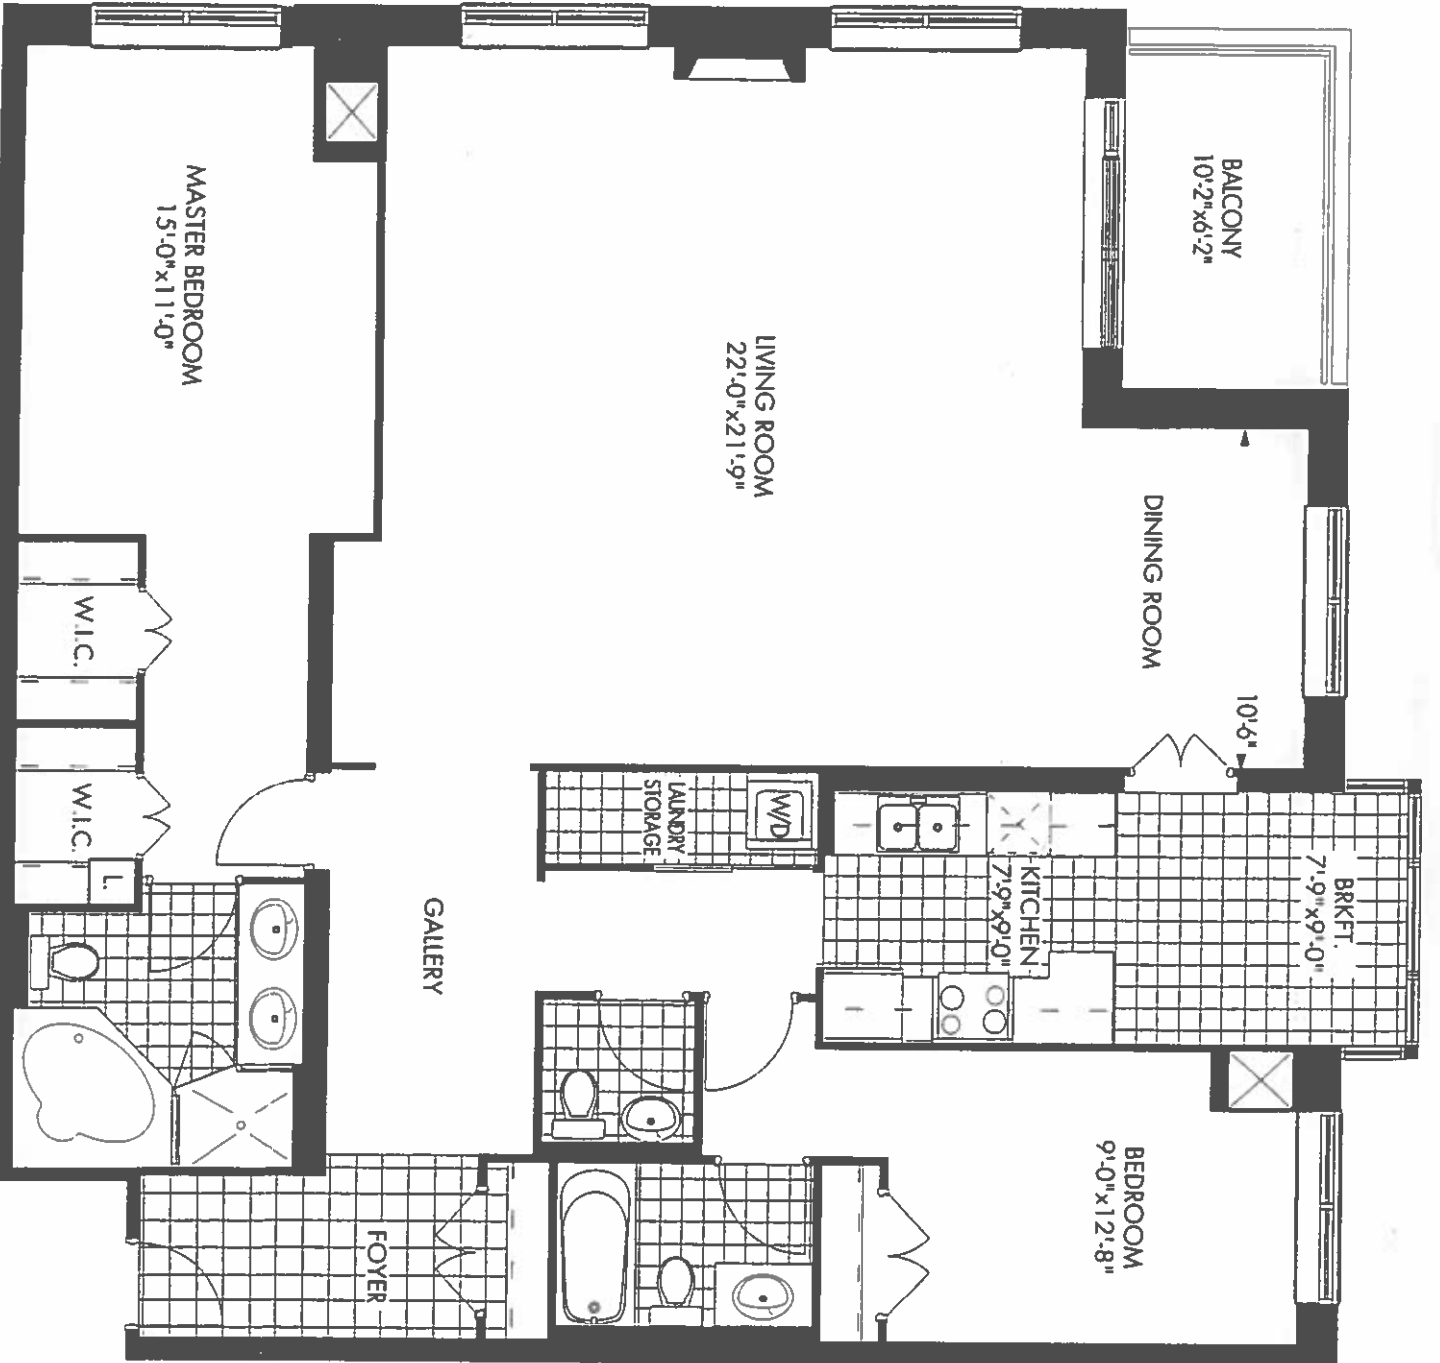 BALCONY
10'-2"x6'-2"
MASTER BEDROOM
15'-0"x11'-0"
LIVING ROOM
22'-0"x21'-9"
DINING ROOM
10'-6"
W.I.C.
W.I.C.
L.
LAUNDRY
STORAGE
W/D
KITCHEN
7'-9"x9'-0"
BRKFT.
7'-9"x9'-0"
GALLERY
BEDROOM
9'-0"x12'-8"
FOYER